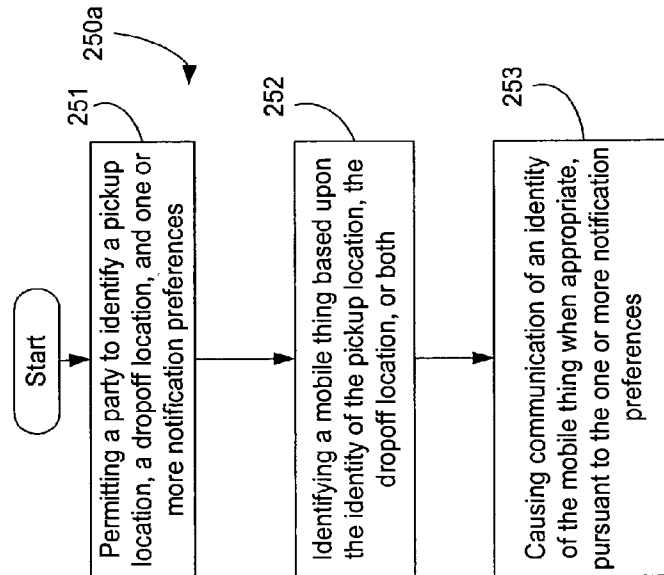 Start
250a
251
Permitting a party to identify a pickup
location, a dropoff location, and one or
more notification preferences
252
Identifying a mobile thing based upon
the identity of the pickup location, the
dropoff location, or both
253
Causing communication of an identity
of the mobile thing when appropriate,
pursuant to the one or more notification
preferences